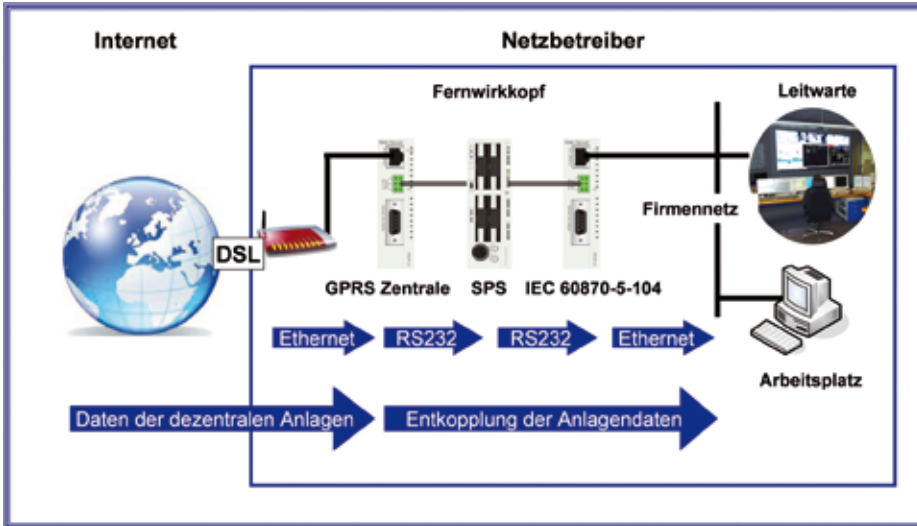 Internet
Netzbetreiber
Fernwirkkopf
Leitwarte
Firmennetz
DSL
GPRS Zentrale
SPS
IEC 60870-5-104
Ethernet
RS232
RS232
Ethernet
Arbeitsplatz
Daten der dezentralen Anlagen
Entkopplung der Anlagendaten